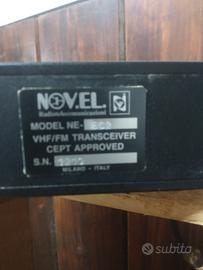 NOV.EL.
Radiotelecomunicazioni
MODEL NE-
VHF/FM TRANSCEIVER
CEPT APPROVED
S.N.
MILANO - ITALY
subito